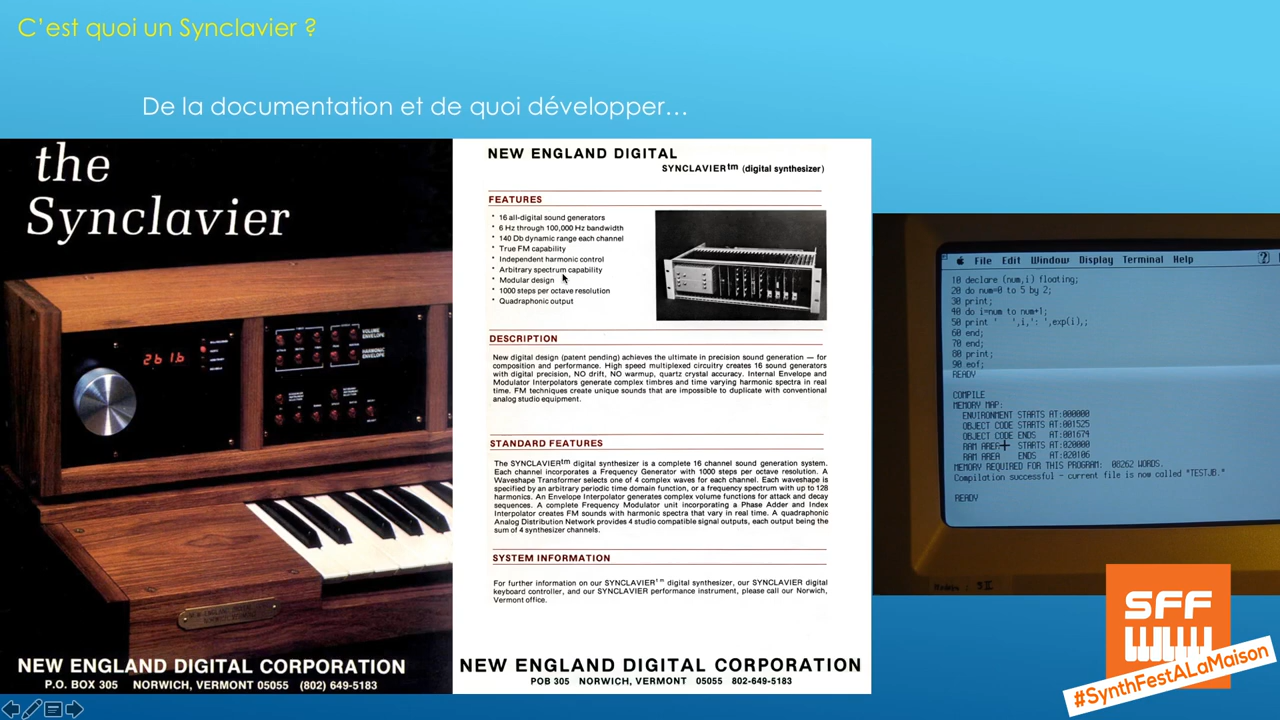 C'est quoi un Synclavier ?
De la documentation et de quoi développer...
the
Synclavier
2b 1.b
VOLUME
ENVELOPE
HARMONIC
ENVELOPE
NEW ENGLAND DIGITAL CORPORATION
P.O. BOX 305 NORWICH, VERMONT 05055 (802) 649-5183
NEW ENGLAND DIGITAL
SYNCLAVIERtm (digital synthesizer)
FEATURES
* 16 all-digital sound generators
* 6 Hz through 100,000 Hz bandwidth
* 140 Db dynamic range each channel
* True FM capability
* Independent harmonic control
* Arbitrary spectrum capability
* Modular design
* 1000 steps per octave resolution
* Quadraphonic output
DESCRIPTION
New digital design (patent pending) achieves the ultimate in precision sound generation — for
composition and performance. High speed multiplexed circuitry creates 16 sound generators
with digital precision, NO drift, NO warmup, quartz crystal accuracy. Internal Envelope and
Modulator Interpolators generate complex timbres and time varying harmonic spectra in real
time. FM techniques create unique sounds that are impossible to duplicate with conventional
analog studio equipment.
STANDARD FEATURES
The SYNCLAVIERtm digital synthesizer is a complete 16 channel sound generation system.
Each channel incorporates a Frequency Generator with 1000 steps per octave resolution. A
Waveshape Transformer selects one of 4 complex waves for each channel. Each waveshape is
specified by an arbitrary periodic time domain function, or a frequency spectrum with up to 128
harmonics. An Envelope Interpolator generates complex volume functions for attack and decay
sequences. A complete Frequency Modulator unit incorporating a Phase Adder and Index
Interpolator creates FM sounds with harmonic spectra that vary in real time. A quadraphonic
Analog Distribution Network provides 4 studio compatible signal outputs, each output being the
sum of 4 synthesizer channels.
SYSTEM INFORMATION
For further information on our SYNCLAVIERtm digital synthesizer, our SYNCLAVIER digital
keyboard controller, and our SYNCLAVIER performance instrument, please call our Norwich,
Vermont office.
NEW ENGLAND DIGITAL CORPORATION
POB 305 NORWICH, VERMONT 05055 802-649-5183
File Edit Window Display Terminal Help
10 declare (num,i) floating;
20 do num=0 to 5 by 2;
30 print;
40 do i=num to num+1;
50 print ' ',i,': ',exp(i),;
60 end;
70 end;
80 print;
90 eof;
READY
COMPILE
MEMORY MAP:
ENVIRONMENT STARTS AT:000000
OBJECT CODE STARTS AT:001525
OBJECT CODE ENDS AT:001674
RAM AREA STARTS AT:020000
RAM AREA ENDS AT:020106
MEMORY REQUIRED FOR THIS PROGRAM: 00262 WORDS.
Compilation successful - current file is now called "TESTJB."
READY
SFF
#SynthFestALaMaison